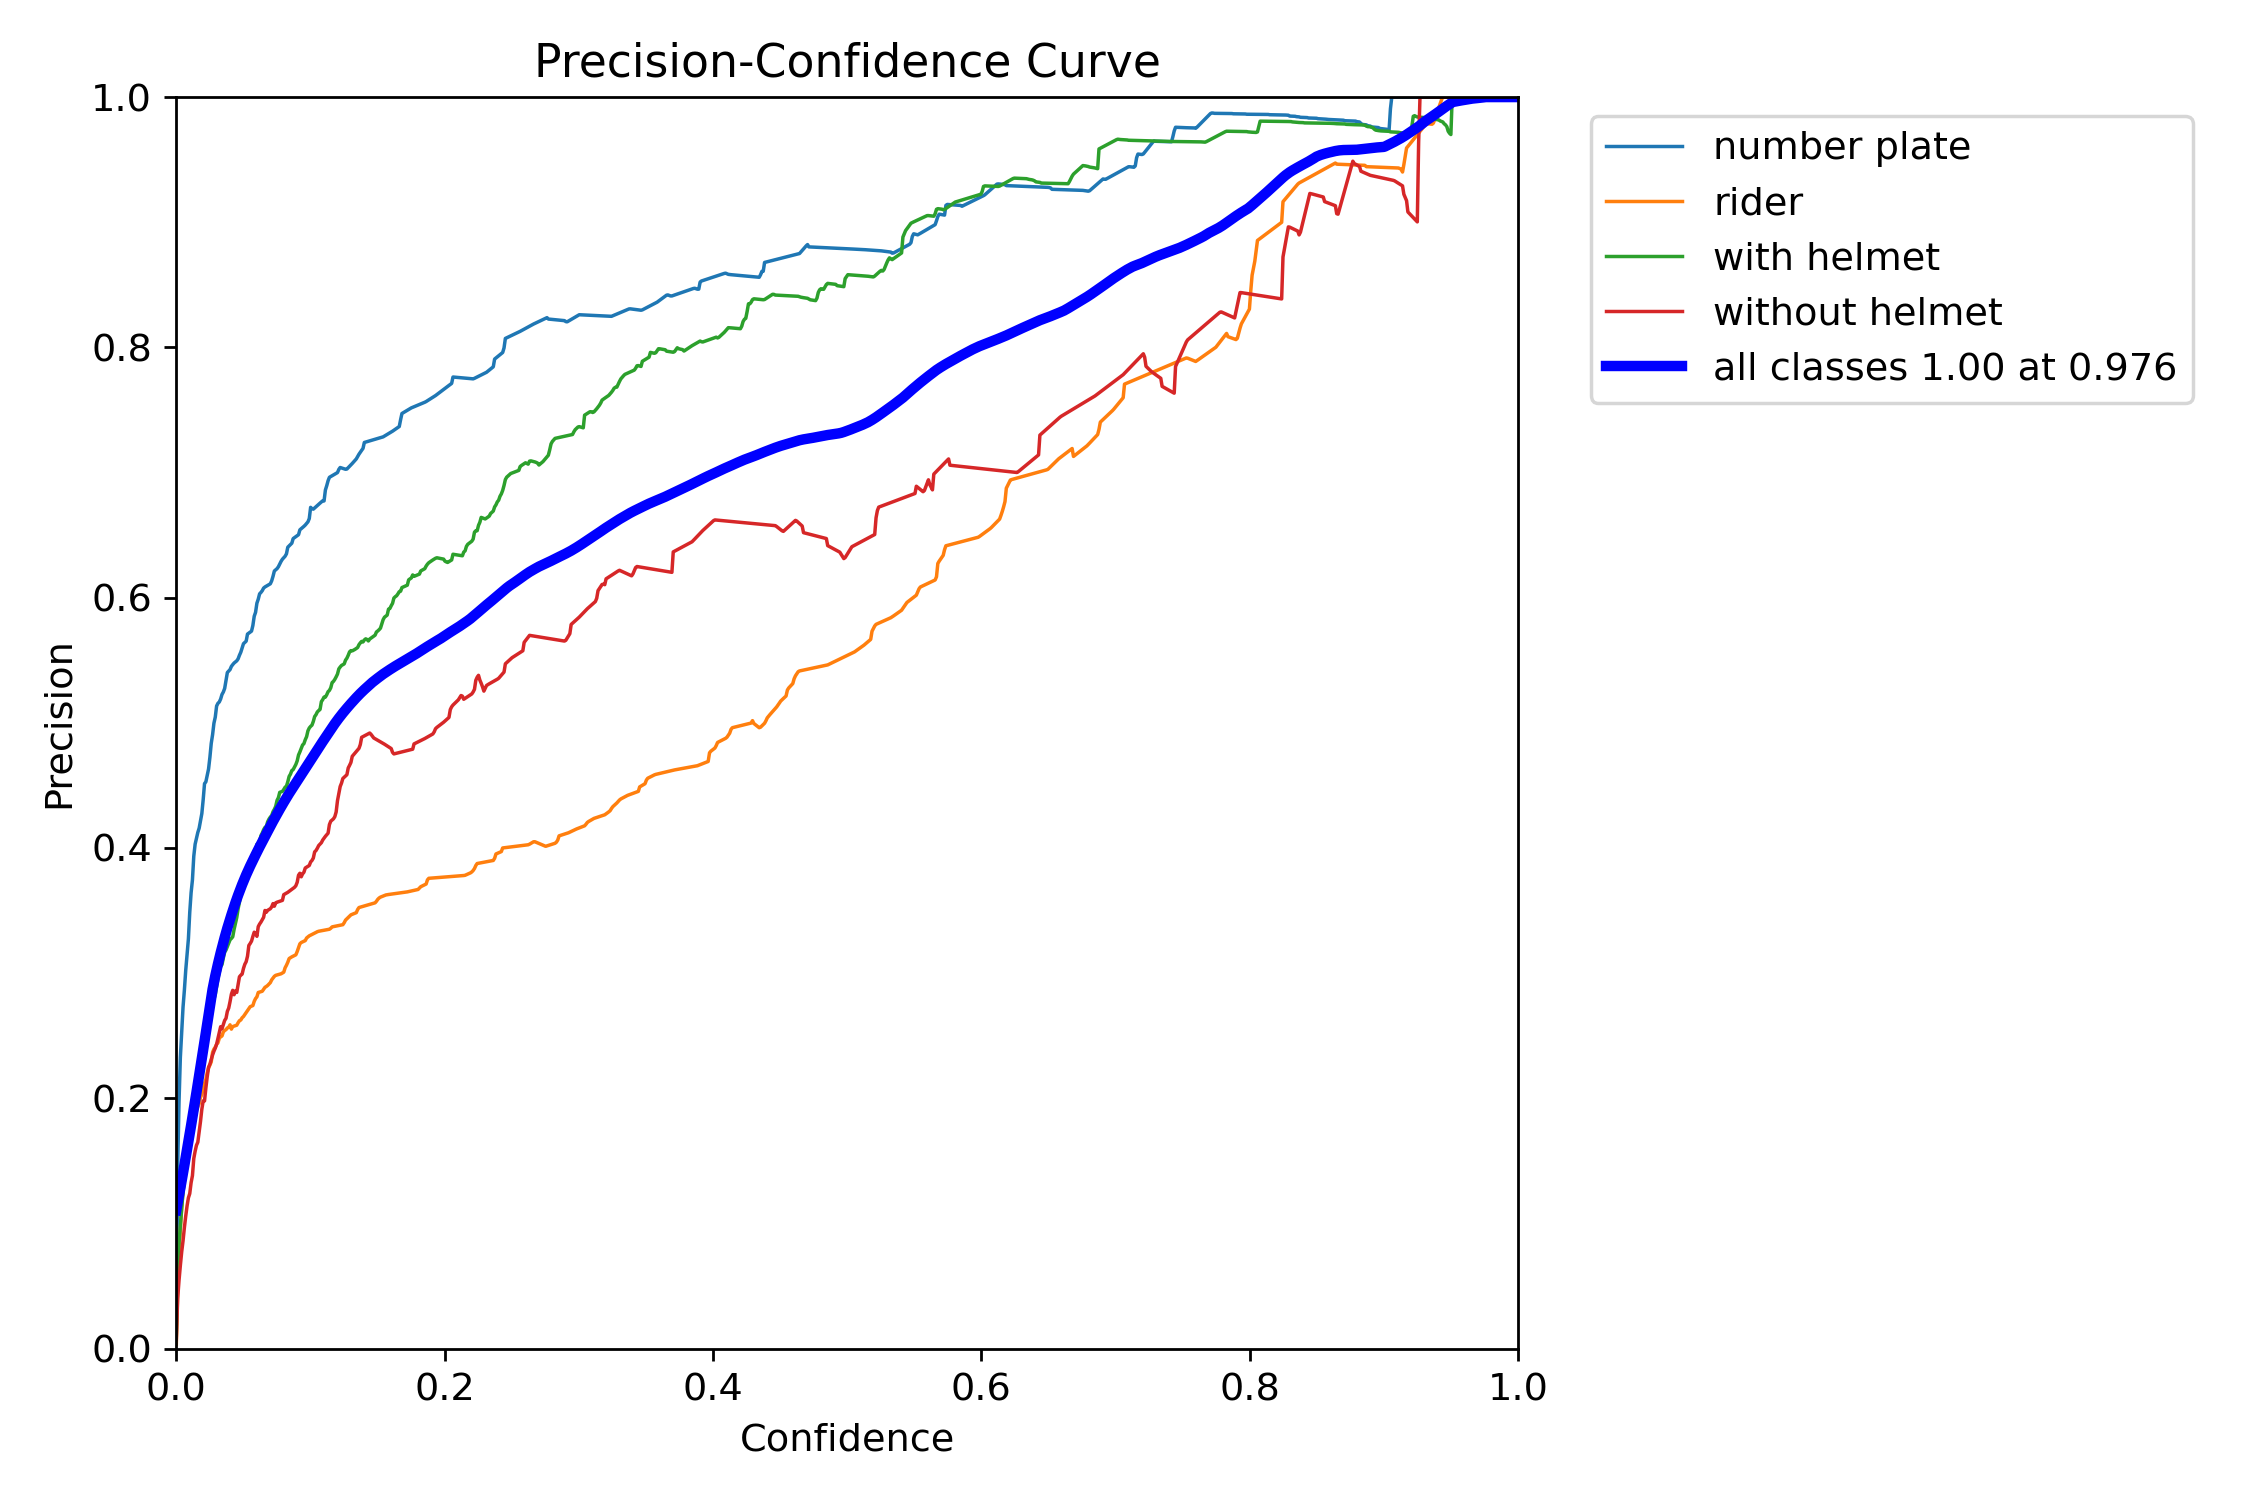 Precision-Confidence Curve
1.0
0.8
0.6
0.4
0.2
0.0
Precision
0.0 0.2 0.4 0.6 0.8 1.0
Confidence
number plate
rider
with helmet
without helmet
all classes 1.00 at 0.976